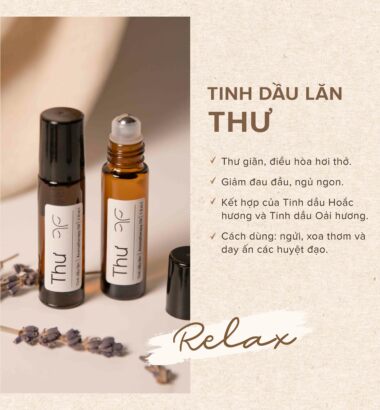 TINH DẦU LĂN
THƯ
Thư giãn, điều hòa hơi thở.
Giảm đau đầu, ngủ ngon.
Kết hợp của Tinh dầu Hoắc
hương và Tinh dầu Oải hương.
Cách dùng: ngửi, xoa thơm và
day ấn các huyệt đạo.
Thư
Thư
Relax